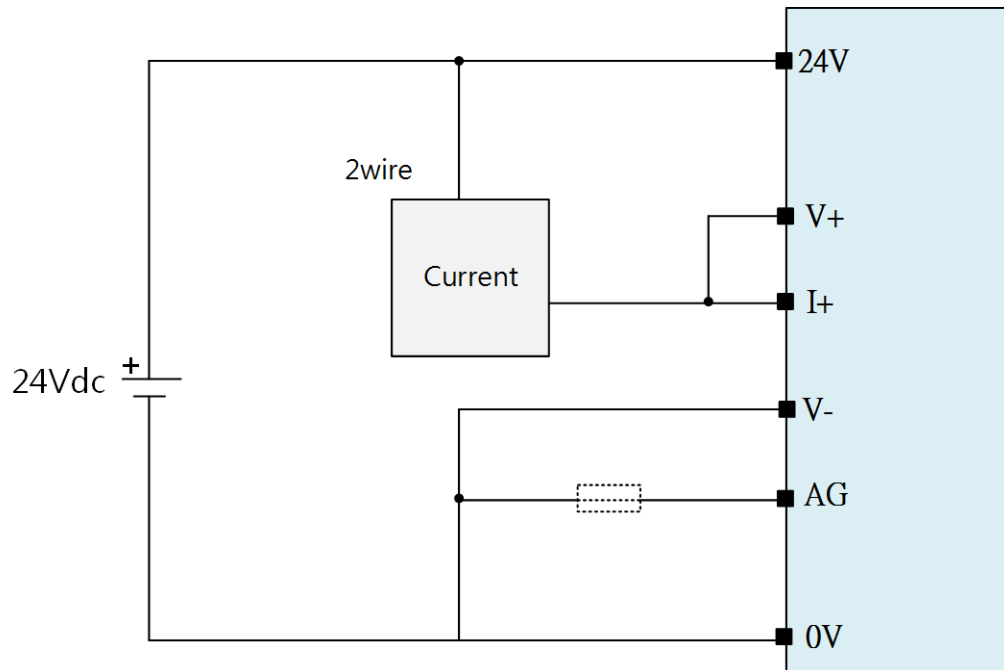 24V
2wire
V+
Current
I+
+
24Vdc
V-
AG
0V